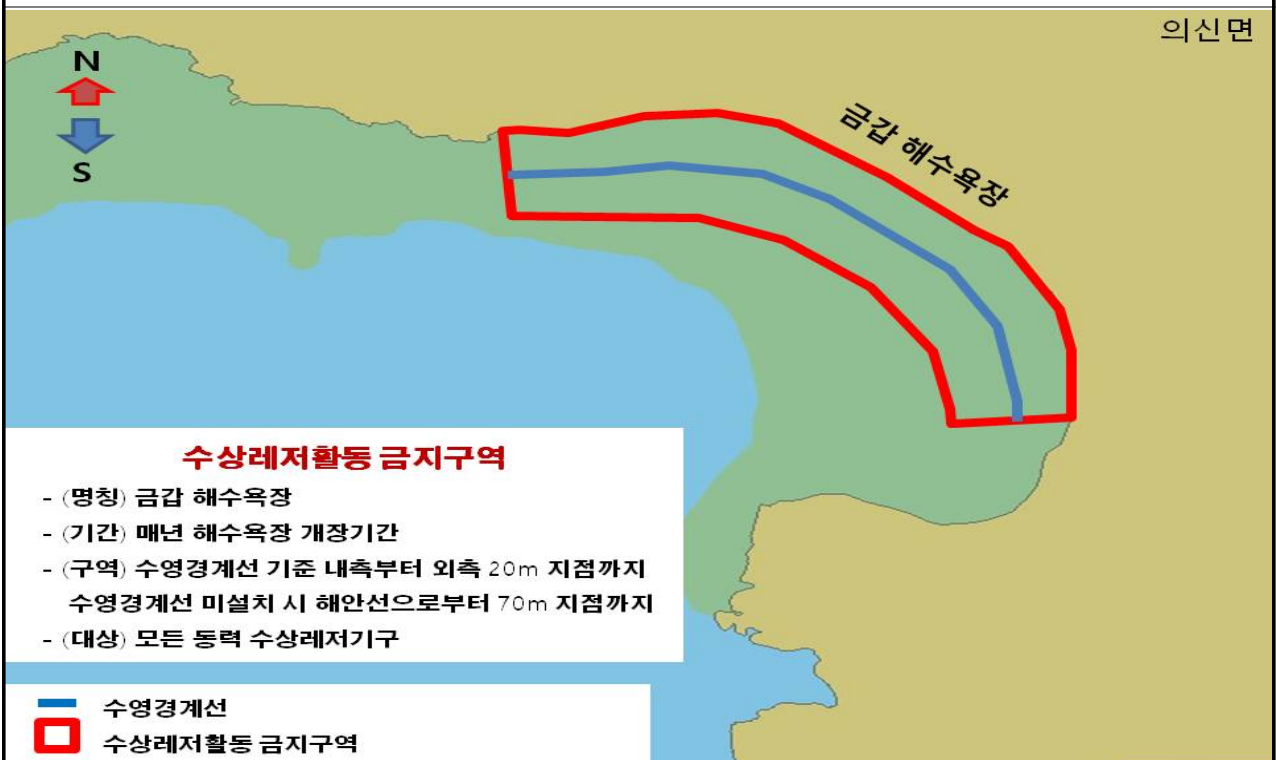 의신면
N
S
금갑 해수욕장
수상레저활동 금지구역
- (명칭) 금갑 해수욕장
- (기간) 매년 해수욕장 개장기간
- (구역) 수영경계선 기준 내측부터 외측 20m 지점까지
수영경계선 미설치 시 해안선으로부터 70m 지점까지
- (대상) 모든 동력 수상레저기구
수영경계선
수상레저활동 금지구역